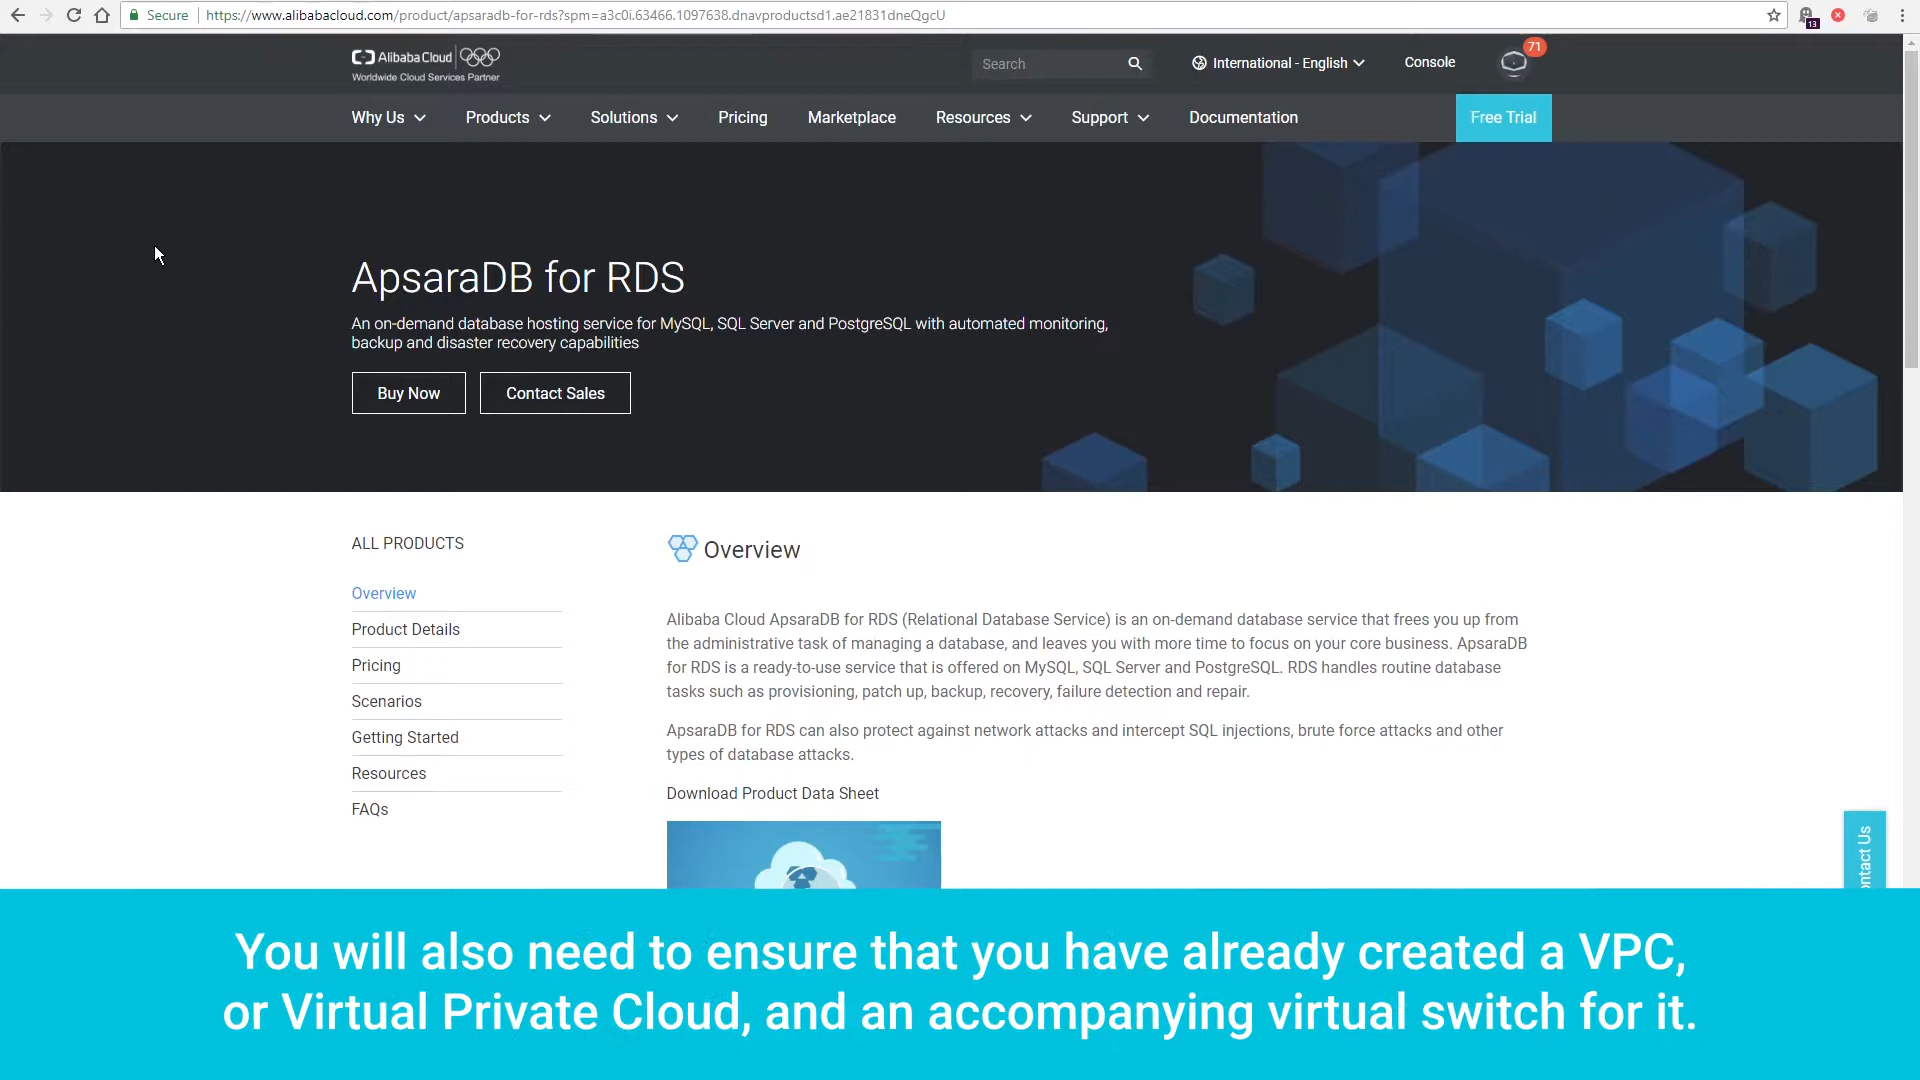 Secure
https://www.alibabacloud.com/product/apsaradb-for-rds?spm=a3c0i.63466.1097638.dnavproductsd1.ae21831dneQgcU
13
Alibaba Cloud
Worldwide Cloud Services Partner
Search
International - English
Console
71
Why Us
Products
Solutions
Pricing
Marketplace
Resources
Support
Documentation
Free Trial
ApsaraDB for RDS
An on-demand database hosting service for MySQL, SQL Server and PostgreSQL with automated monitoring,
backup and disaster recovery capabilities
Buy Now
Contact Sales
ALL PRODUCTS
Overview
Product Details
Pricing
Scenarios
Getting Started
Resources
FAQs
Overview
Alibaba Cloud ApsaraDB for RDS (Relational Database Service) is an on-demand database service that frees you up from
the administrative task of managing a database, and leaves you with more time to focus on your core business. ApsaraDB
for RDS is a ready-to-use service that is offered on MySQL, SQL Server and PostgreSQL. RDS handles routine database
tasks such as provisioning, patch up, backup, recovery, failure detection and repair.
ApsaraDB for RDS can also protect against network attacks and intercept SQL injections, brute force attacks and other
types of database attacks.
Download Product Data Sheet
ntact Us
You will also need to ensure that you have already created a VPC,
or Virtual Private Cloud, and an accompanying virtual switch for it.